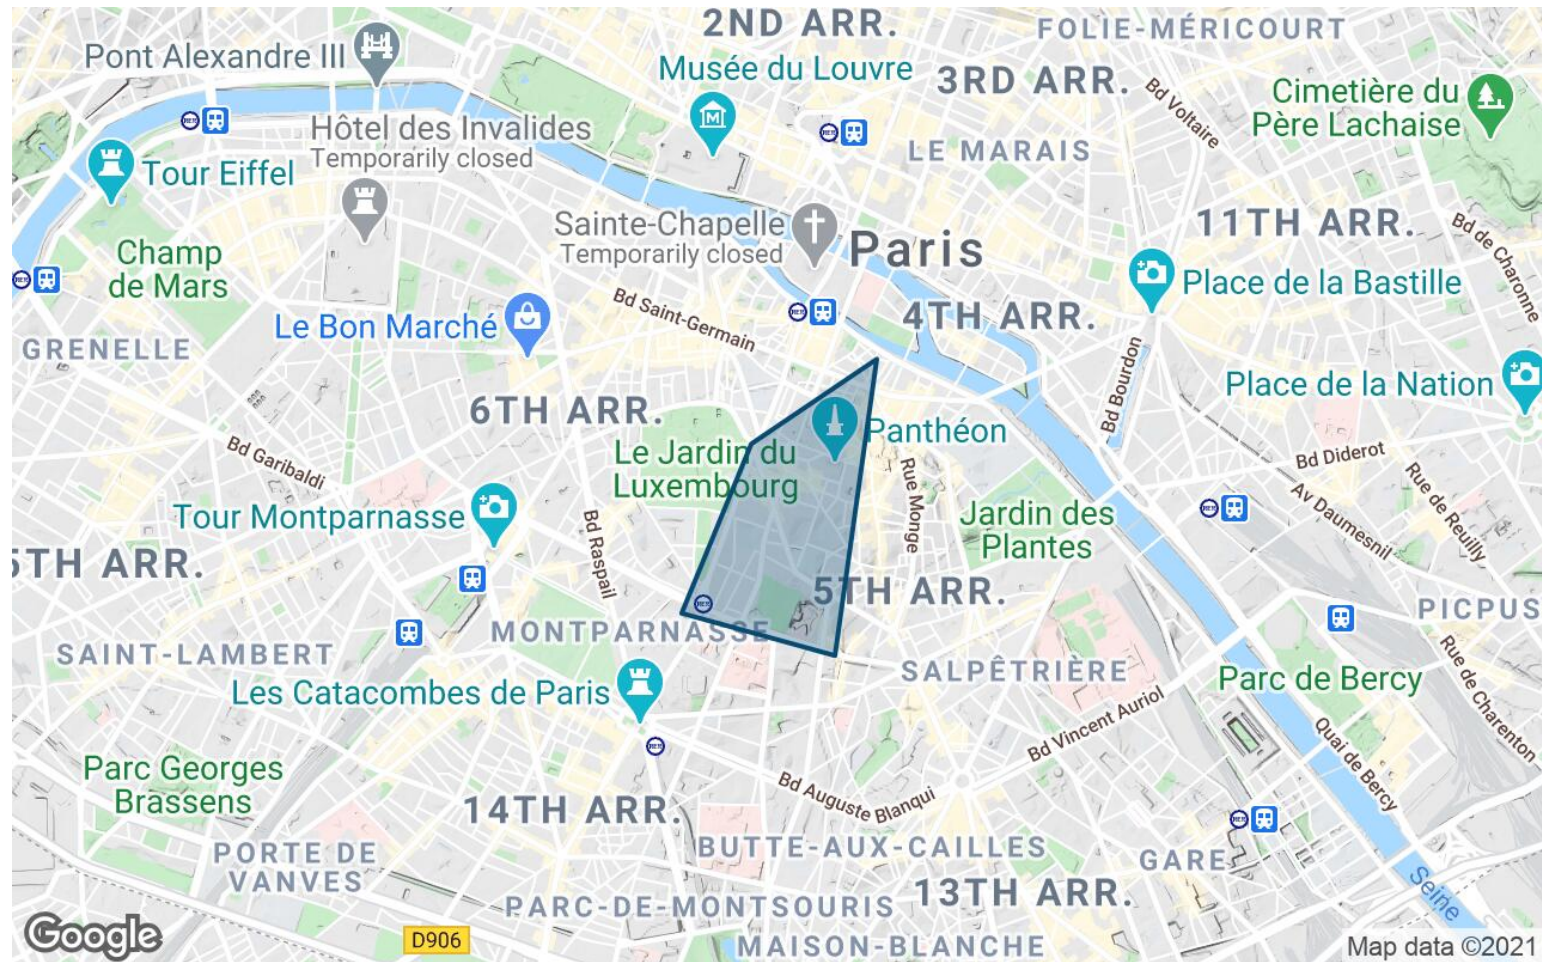 2ND ARR.
FOLIE-MÉRICOURT
Pont Alexandre III
Musée du Louvre
3RD ARR.
Bd Voltaire
Cimetière du
Père Lachaise
Hôtel des Invalides
Temporarily closed
LE MARAIS
Tour Eiffel
Sainte-Chapelle
Temporarily closed
Paris
11TH ARR.
Bd de Charonne
Champ
de Mars
Place de la Bastille
Bd Saint-Germain
Le Bon Marché
4TH ARR.
GRENELLE
Bd Bourdon
Place de la Nation
6TH ARR.
Panthéon
Bd Garibaldi
Le Jardin du
Luxembourg
Rue Monge
Bd Diderot
Av Daumesnil
Rue de Reuilly
Tour Montparnasse
Bd Raspail
Jardin des
Plantes
5TH ARR.
5TH ARR.
PICPUS
MONTPARNASSE
SAINT-LAMBERT
SALPÊTRIÈRE
Rue de Charenton
Les Catacombes de Paris
Parc de Bercy
Bd Vincent Auriol
Quai de Bercy
Parc Georges
Brassens
Bd Auguste Blanqui
14TH ARR.
BUTTE-AUX-CAILLES
GARE
PORTE DE
VANVES
PARC-DE-MONTSOURIS
13TH ARR.
Seine
Google
D906
MAISON-BLANCHE
Map data ©2021